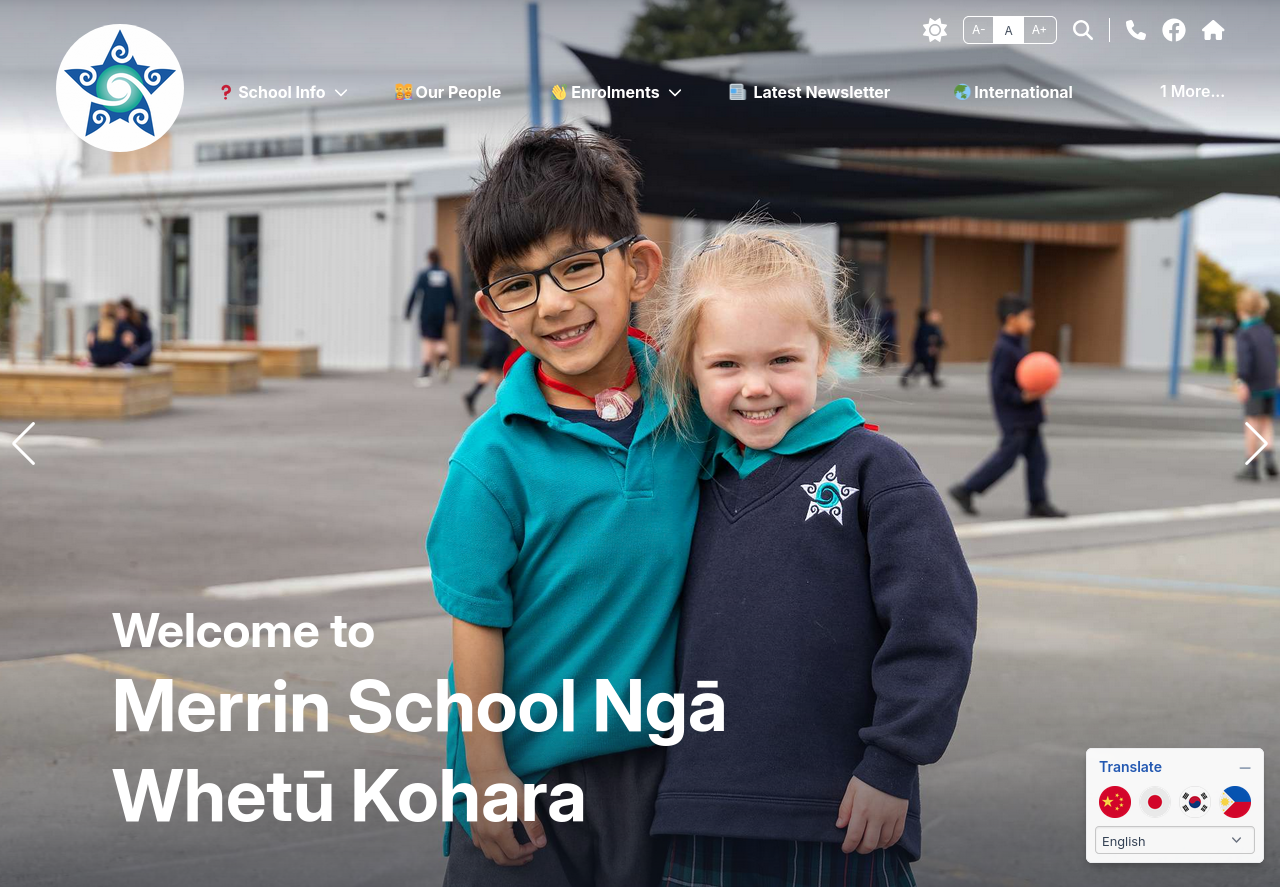 A- A A+
School Info
Our People
Enrolments
Latest Newsletter
International
1 More...
Welcome to
Merrin School Ngā
Whetū Kohara
Translate
English